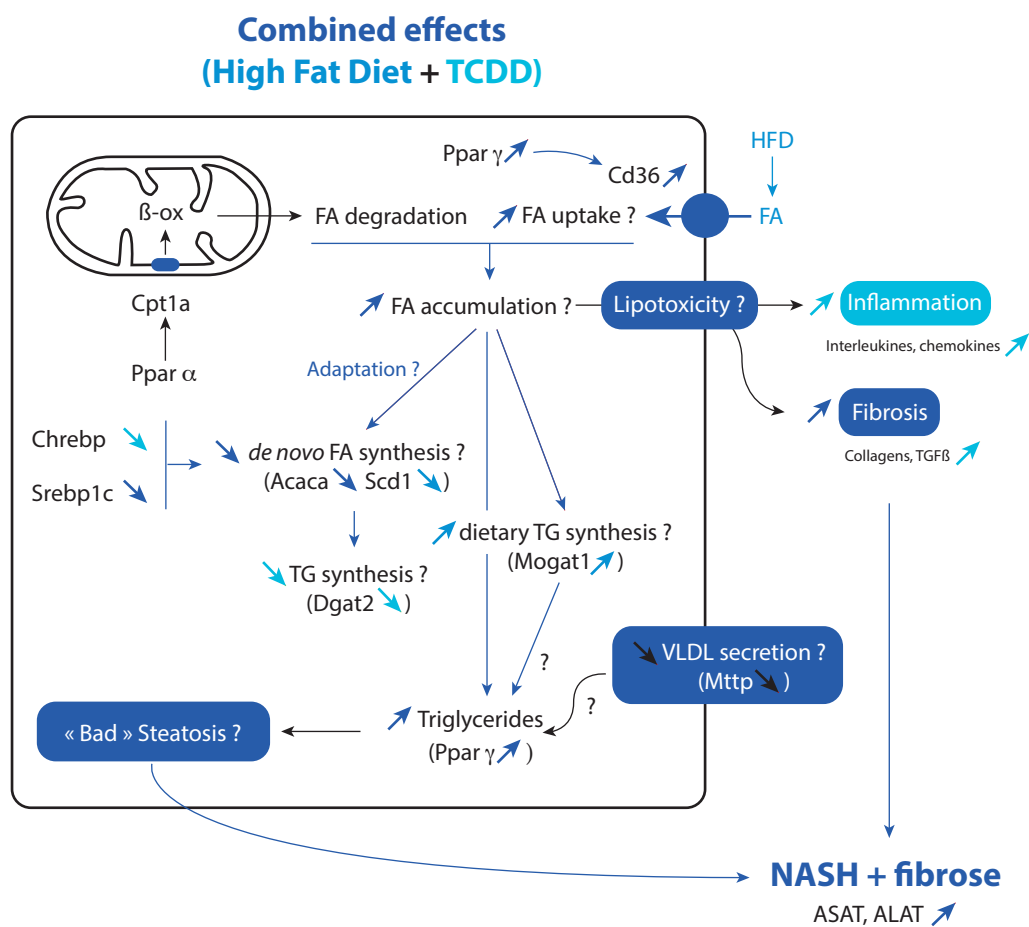 Combined effects
(High Fat Diet + TCDD)
Ppar γ
Cd36
HFD
FA
ß-ox
FA degradation
FA uptake ?
Cpt1a
Ppar α
FA accumulation ?
Lipotoxicity ?
Inflammation
Interleukines, chemokines
Adaptation ?
Fibrosis
Collagens, TGFß
Chrebp
Srebp1c
de novo FA synthesis ?
(Acaca Scd1 )
dietary TG synthesis ?
(Mogat1 )
TG synthesis ?
(Dgat2 )
?
VLDL secretion ?
(Mttp )
?
Triglycerides
(Ppar γ )
« Bad » Steatosis ?
NASH + fibrose
ASAT, ALAT